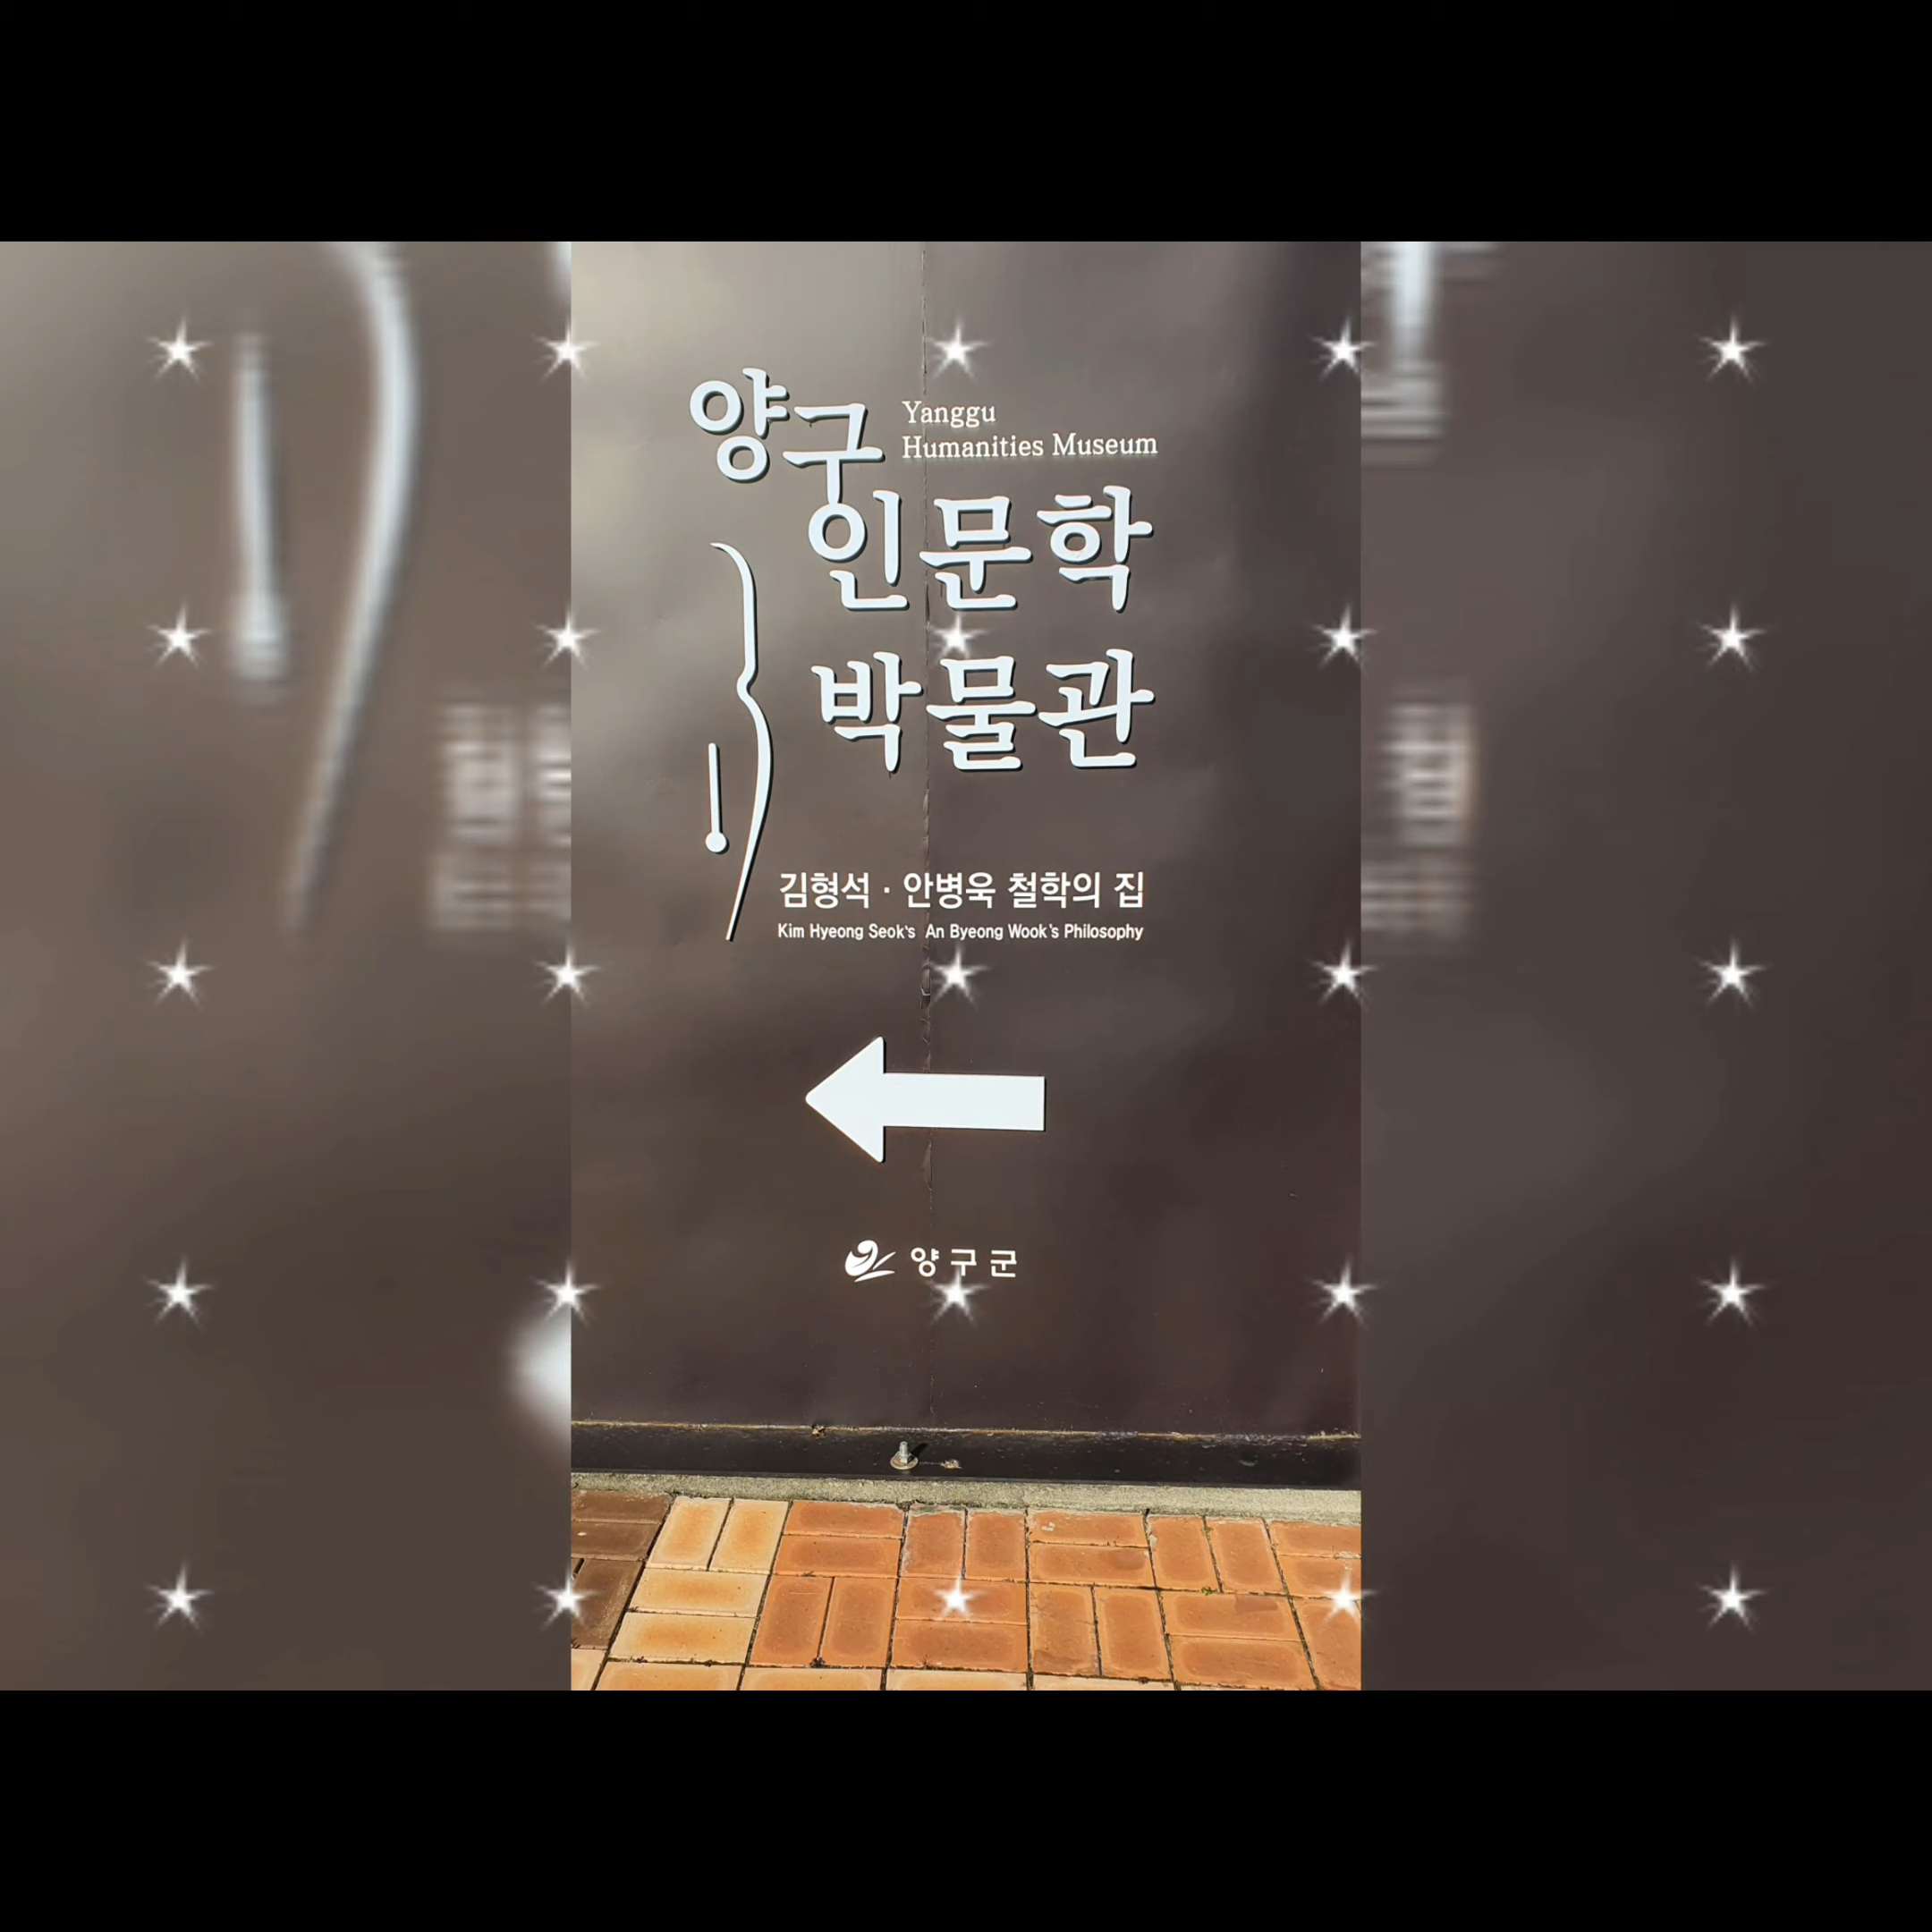 양구
Yanggu
Humanities Museum
인문학
박물관
김형석 · 안병욱 철학의 집
Kim Hyeong Seok's An Byeong Wook's Philosophy
양구군